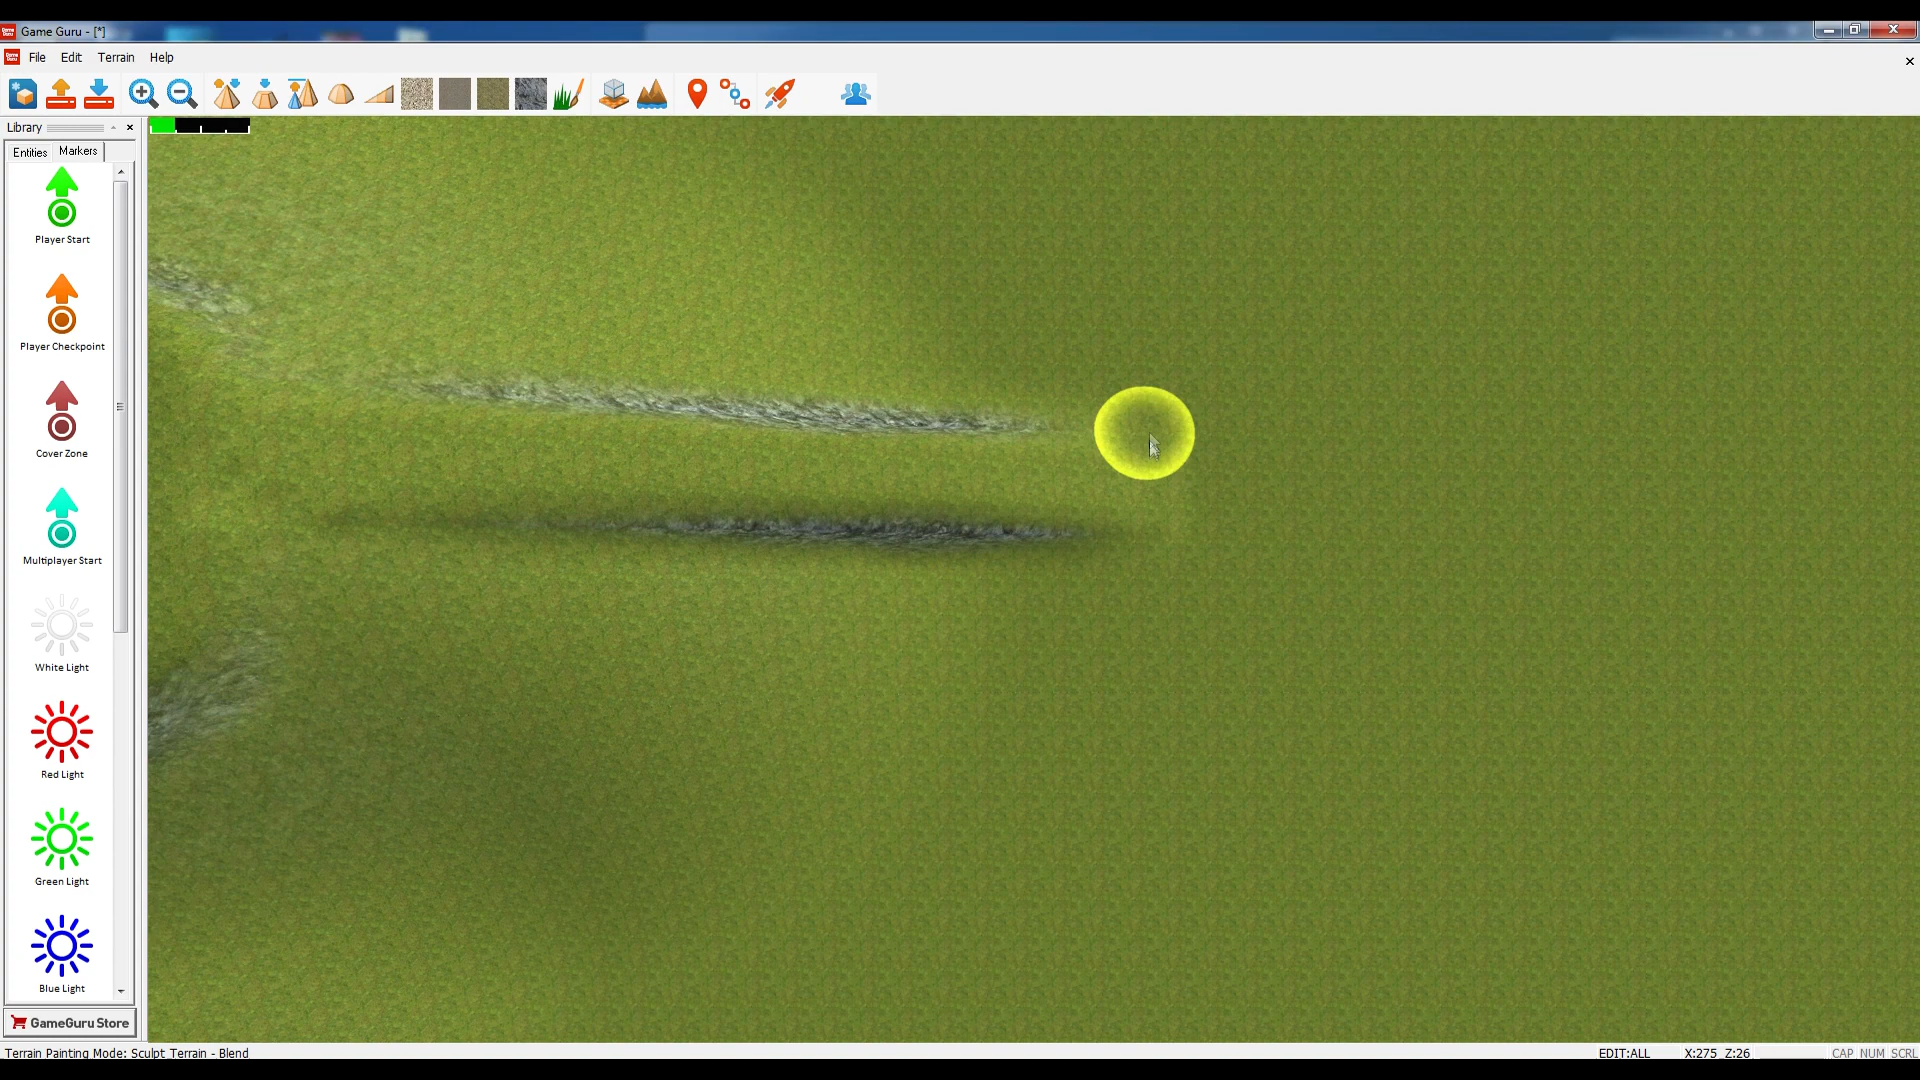 Game Guru - [*]
File Edit Terrain Help
Library
Entities Markers
Player Start
Player Checkpoint
Cover Zone
Multiplayer Start
White Light
Red Light
Green Light
Blue Light
GameGuru Store
Terrain Painting Mode: Sculpt Terrain - Blend EDIT:ALL X:275 Z:26 CAP NUM SCRL